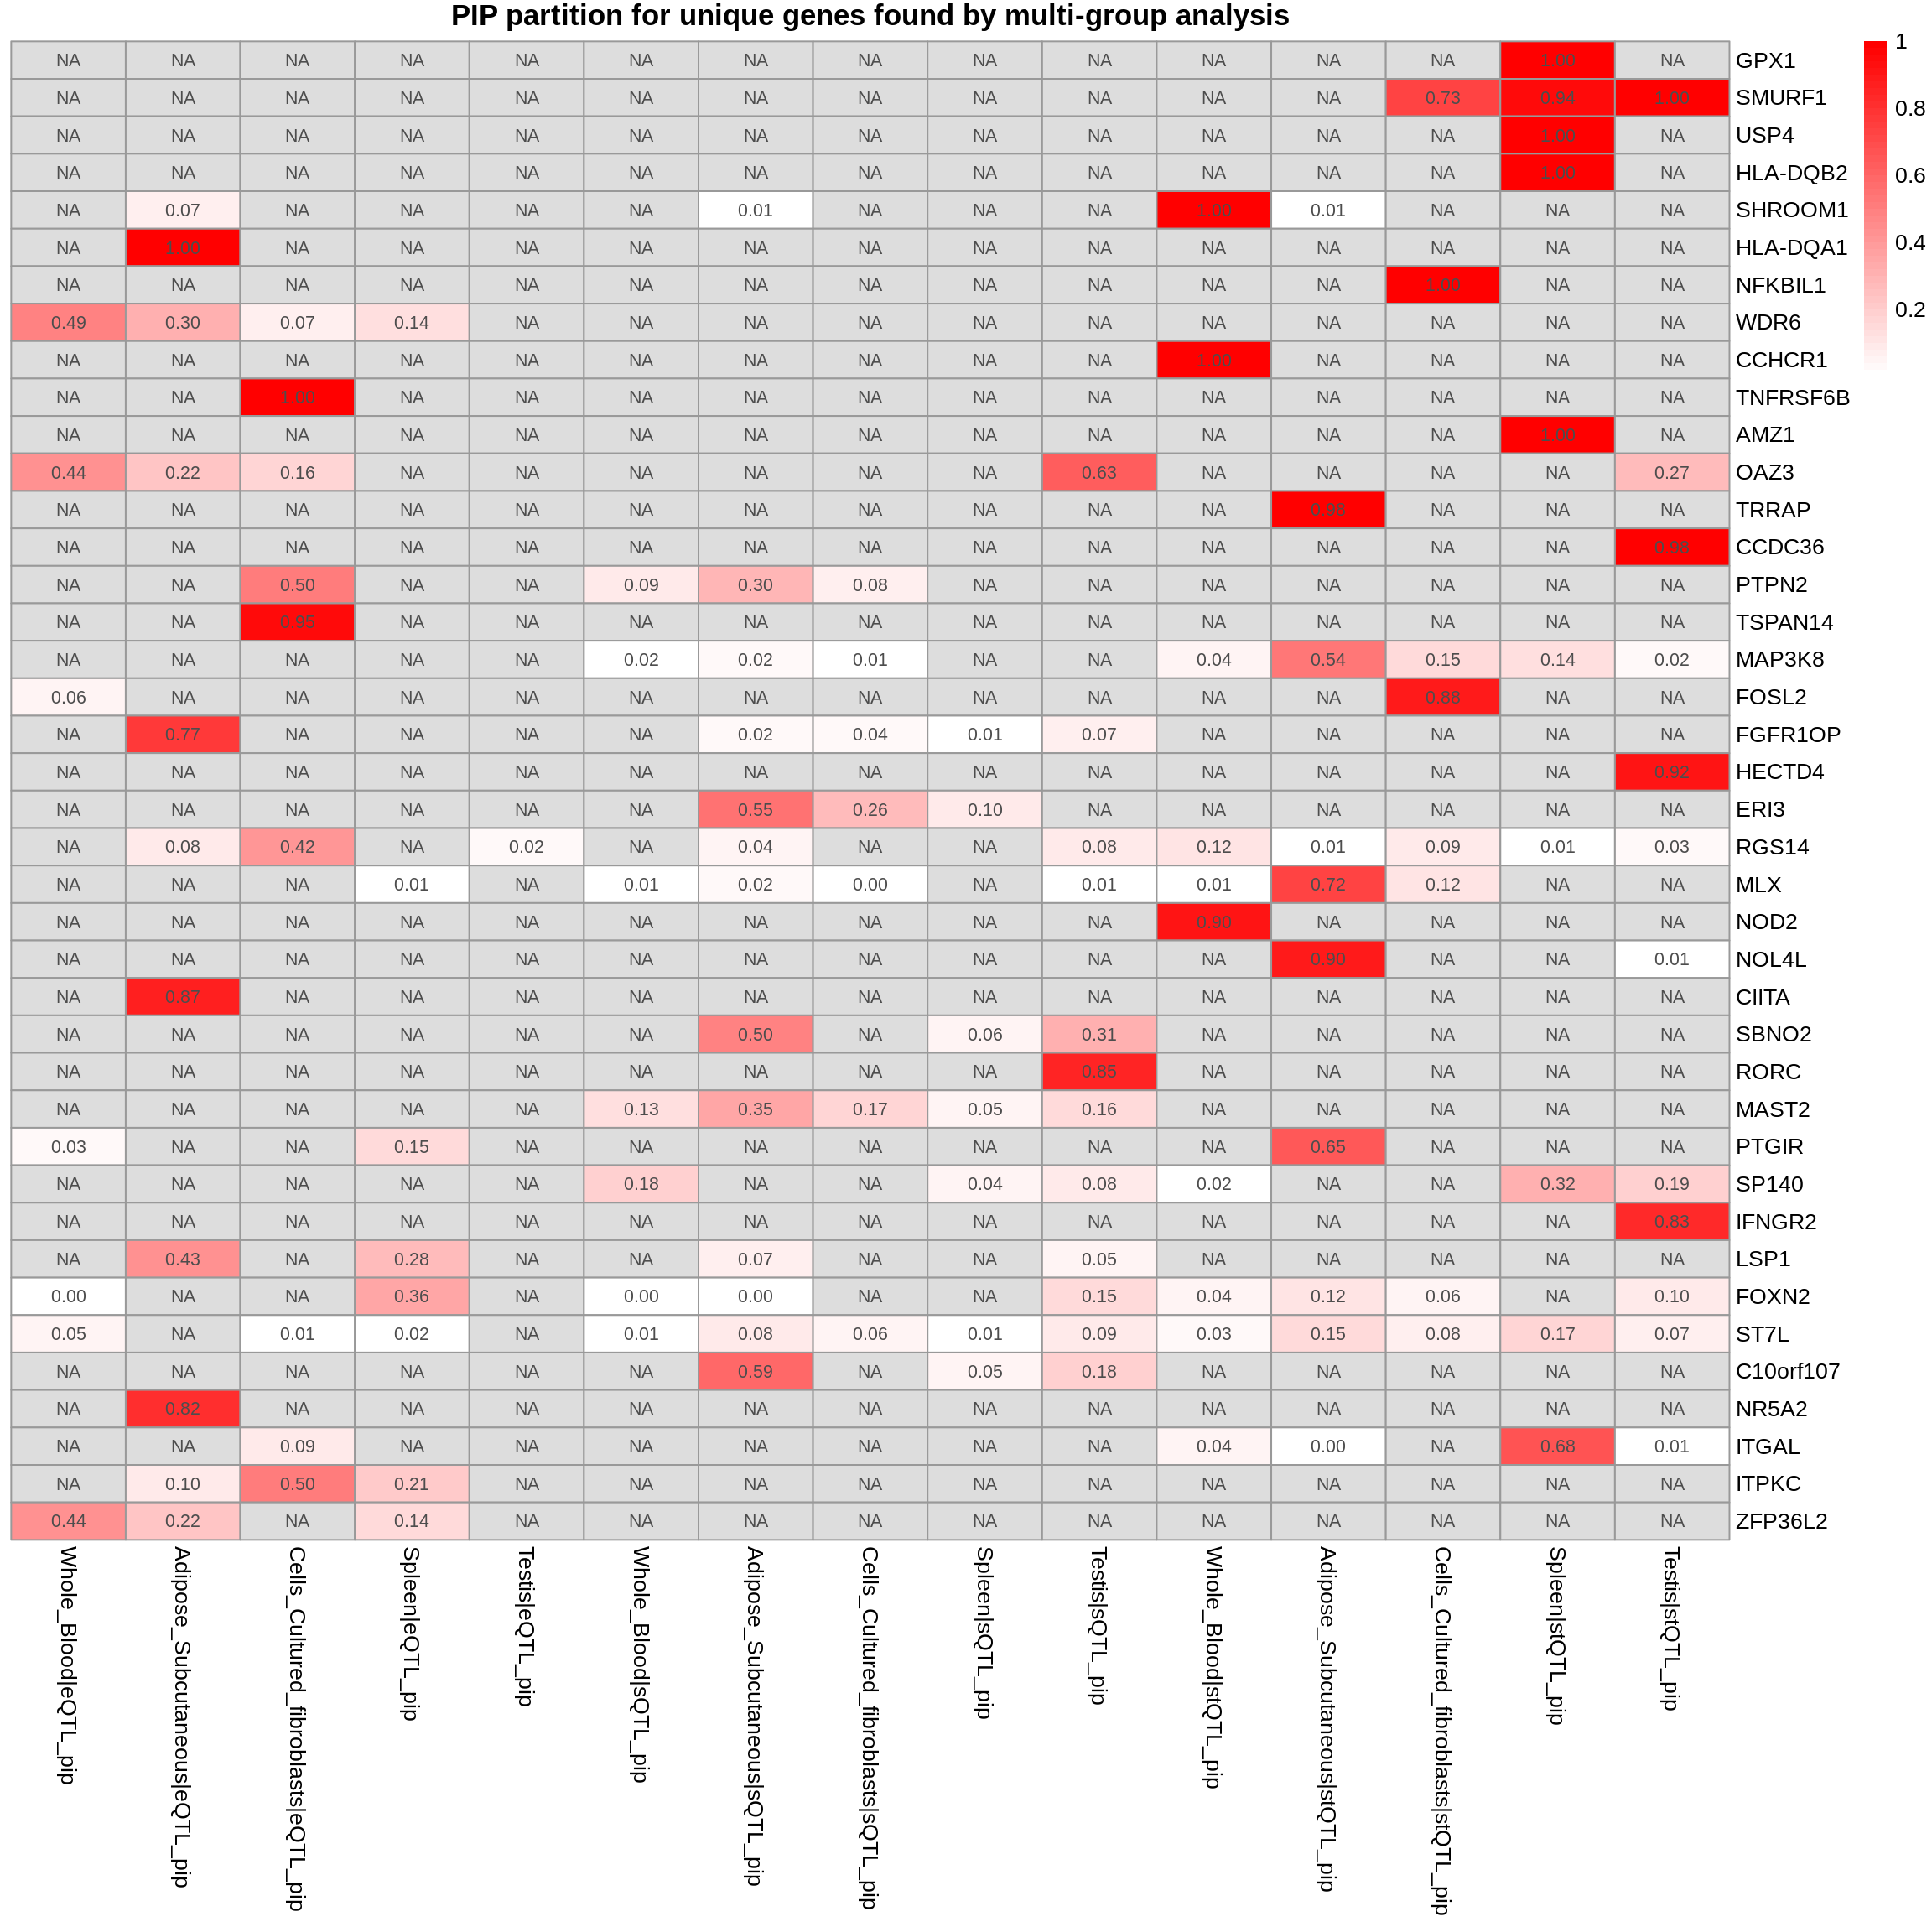 PIP partition for unique genes found by multi-group analysis
NA NA NA NA NA NA NA NA NA NA NA NA NA 1.00 NA GPX1
NA NA NA NA NA NA NA NA NA NA NA NA 0.73 0.94 1.00 SMURF1
NA NA NA NA NA NA NA NA NA NA NA NA NA 1.00 NA USP4
NA NA NA NA NA NA NA NA NA NA NA NA NA 1.00 NA HLA-DQB2
NA 0.07 NA NA NA NA 0.01 NA NA NA 1.00 0.01 NA NA NA SHROOM1
NA 1.00 NA NA NA NA NA NA NA NA NA NA NA NA NA HLA-DQA1
NA NA NA NA NA NA NA NA NA NA NA NA 1.00 NA NA NFKBIL1
0.49 0.30 0.07 0.14 NA NA NA NA NA NA NA NA NA NA NA WDR6
NA NA NA NA NA NA NA NA NA NA 1.00 NA NA NA NA CCHCR1
NA NA 1.00 NA NA NA NA NA NA NA NA NA NA NA NA TNFRSF6B
NA NA NA NA NA NA NA NA NA NA NA NA NA 1.00 NA AMZ1
0.44 0.22 0.16 NA NA NA NA NA NA 0.63 NA NA NA NA 0.27 OAZ3
NA NA NA NA NA NA NA NA NA NA NA 0.98 NA NA NA TRRAP
NA NA NA NA NA NA NA NA NA NA NA NA NA NA 0.98 CCDC36
NA NA 0.50 NA NA 0.09 0.30 0.08 NA NA NA NA NA NA NA PTPN2
NA NA 0.95 NA NA NA NA NA NA NA NA NA NA NA NA TSPAN14
NA NA NA NA NA 0.02 0.02 0.01 NA NA 0.04 0.54 0.15 0.14 0.02 MAP3K8
0.06 NA NA NA NA NA NA NA NA NA NA NA 0.88 NA NA FOSL2
NA 0.77 NA NA NA NA 0.02 0.04 0.01 0.07 NA NA NA NA NA FGFR1OP
NA NA NA NA NA NA NA NA NA NA NA NA NA NA 0.92 HECTD4
NA NA NA NA NA NA 0.55 0.26 0.10 NA NA NA NA NA NA ERI3
NA 0.08 0.42 NA 0.02 NA 0.04 NA NA 0.08 0.12 0.01 0.09 0.01 0.03 RGS14
NA NA NA 0.01 NA 0.01 0.02 0.00 NA 0.01 0.01 0.72 0.12 NA NA MLX
NA NA NA NA NA NA NA NA NA NA 0.90 NA NA NA NA NOD2
NA NA NA NA NA NA NA NA NA NA NA 0.90 NA NA 0.01 NOL4L
NA 0.87 NA NA NA NA NA NA NA NA NA NA NA NA NA CIITA
NA NA NA NA NA NA 0.50 NA 0.06 0.31 NA NA NA NA NA SBNO2
NA NA NA NA NA NA NA NA NA 0.85 NA NA NA NA NA RORC
NA NA NA NA NA 0.13 0.35 0.17 0.05 0.16 NA NA NA NA NA MAST2
0.03 NA NA 0.15 NA NA NA NA NA NA NA 0.65 NA NA NA PTGIR
NA NA NA NA NA 0.18 NA NA 0.04 0.08 0.02 NA NA 0.32 0.19 SP140
NA NA NA NA NA NA NA NA NA NA NA NA NA NA 0.83 IFNGR2
NA 0.43 NA 0.28 NA NA 0.07 NA NA 0.05 NA NA NA NA NA LSP1
0.00 NA NA 0.36 NA 0.00 0.00 NA NA 0.15 0.04 0.12 0.06 NA 0.10 FOXN2
0.05 NA 0.01 0.02 NA 0.01 0.08 0.06 0.01 0.09 0.03 0.15 0.08 0.17 0.07 ST7L
NA NA NA NA NA NA 0.59 NA 0.05 0.18 NA NA NA NA NA C10orf107
NA 0.82 NA NA NA NA NA NA NA NA NA NA NA NA NA NR5A2
NA NA 0.09 NA NA NA NA NA NA NA 0.04 0.00 NA 0.68 0.01 ITGAL
NA 0.10 0.50 0.21 NA NA NA NA NA NA NA NA NA NA NA ITPKC
0.44 0.22 NA 0.14 NA NA NA NA NA NA NA NA NA NA NA ZFP36L2
Whole_Blood|eQTL_pip
Adipose_Subcutaneous|eQTL_pip
Cells_Cultured_fibroblasts|eQTL_pip
Spleen|eQTL_pip
Testis|eQTL_pip
Whole_Blood|sQTL_pip
Adipose_Subcutaneous|sQTL_pip
Cells_Cultured_fibroblasts|sQTL_pip
Spleen|sQTL_pip
Testis|sQTL_pip
Whole_Blood|stQTL_pip
Adipose_Subcutaneous|stQTL_pip
Cells_Cultured_fibroblasts|stQTL_pip
Spleen|stQTL_pip
Testis|stQTL_pip
1
0.8
0.6
0.4
0.2